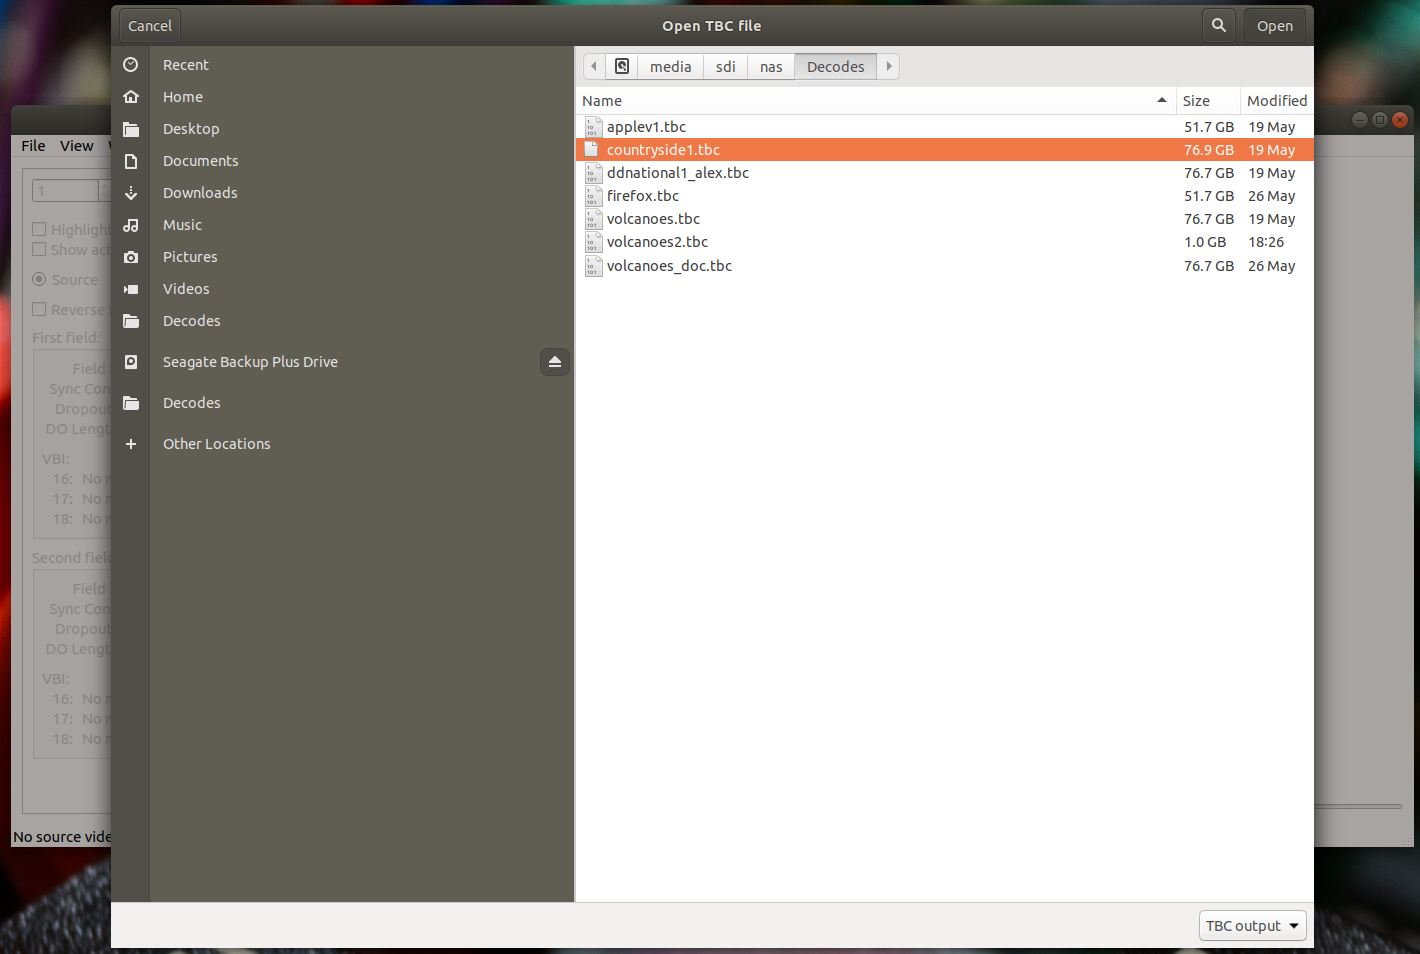 Cancel
Open TBC file
Open
Recent
Home
Desktop
Documents
Downloads
Music
Pictures
Videos
Decodes
Seagate Backup Plus Drive
Decodes
Other Locations
media sdi nas Decodes
Name Size Modified
applev1.tbc 51.7 GB 19 May
countryside1.tbc 76.9 GB 19 May
ddnational1_alex.tbc 76.7 GB 19 May
firefox.tbc 51.7 GB 26 May
volcanoes.tbc 76.7 GB 19 May
volcanoes2.tbc 1.0 GB 18:26
volcanoes_doc.tbc 76.7 GB 26 May
TBC output
File View
1
Highlight
Show act
Source
Reverse
First field:
Field
Sync Con
Dropout
DO Lengt
VBI:
16: No
17: No
18: No
Second field
Field
Sync Con
Dropout
DO Lengt
VBI:
16: No
17: No
18: No
No source vide